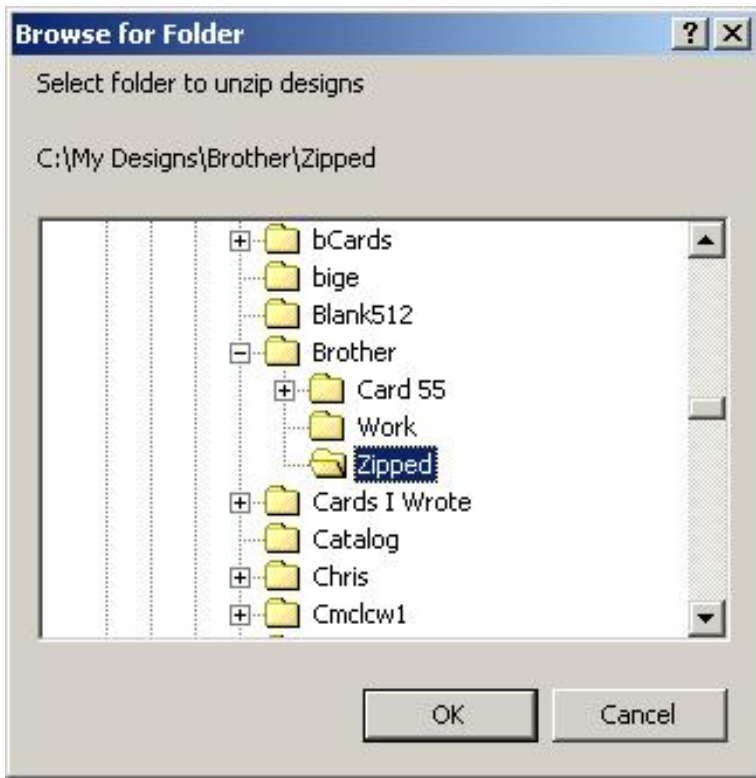 Browse for Folder
Select folder to unzip designs
C:\My Designs\Brother\Zipped
bCards
bige
Blank512
Brother
Card 55
Work
Zipped
Cards I Wrote
Catalog
Chris
Cmclcw1
OK Cancel